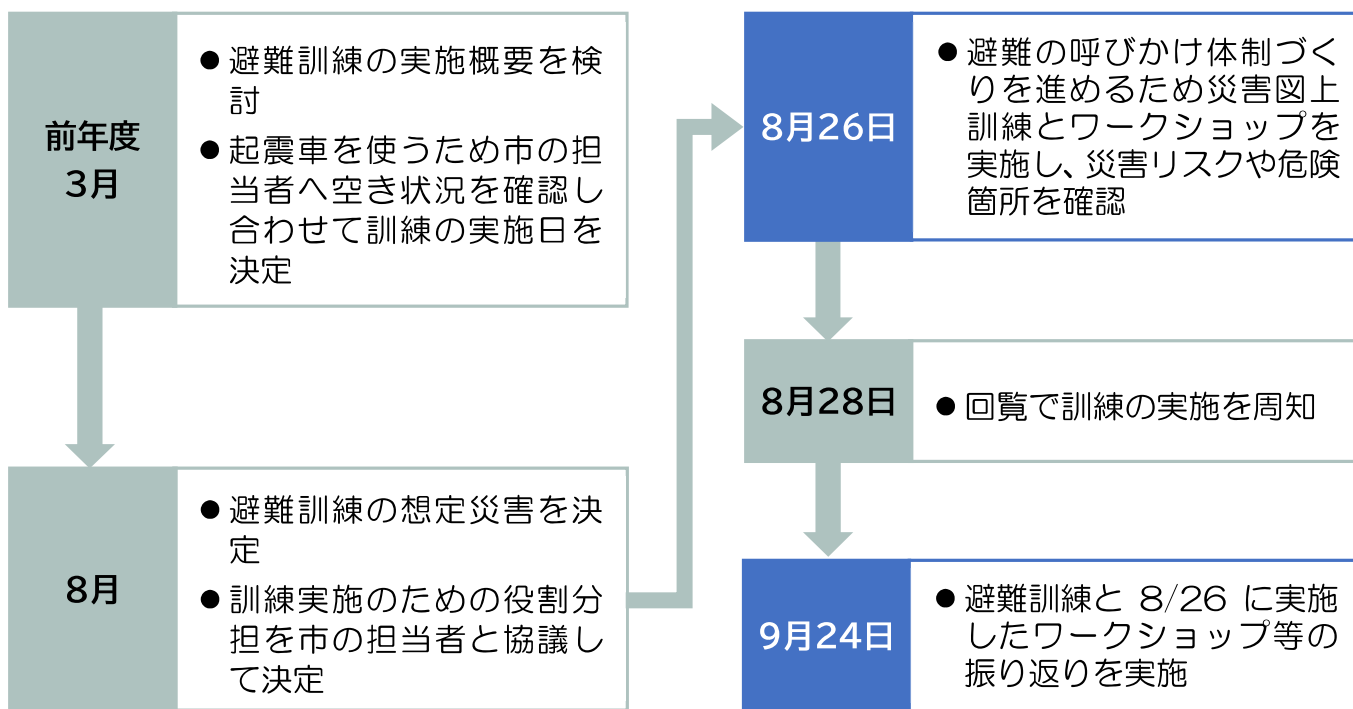 前年度
3月
● 避難訓練の実施概要を検
討
● 起震車を使うため市の担
当者へ空き状況を確認し
合わせて訓練の実施日を
決定
8月
● 避難訓練の想定災害を決
定
● 訓練実施のための役割分
担を市の担当者と協議し
て決定
8月26日
● 避難の呼びかけ体制づく
りを進めるため災害図上
訓練とワークショップを
実施し、災害リスクや危険
箇所を確認
8月28日
● 回覧で訓練の実施を周知
9月24日
● 避難訓練と 8/26 に実施
したワークショップ等の
振り返りを実施